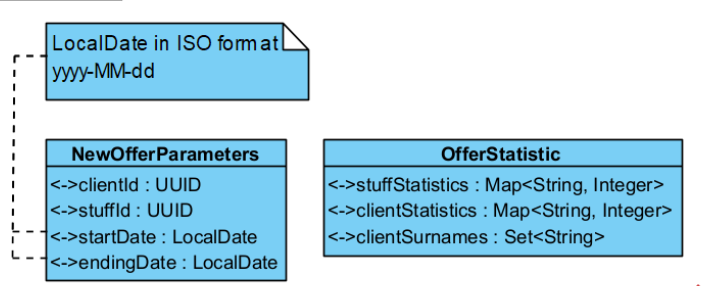 LocalDate in ISO format
yyyy-MM-dd
NewOfferParameters
<->clientId : UUID
<->stuffId : UUID
<->startDate : LocalDate
<->endingDate : LocalDate
OfferStatistic
<->stuffStatistics : Map<String, Integer>
<->clientStatistics : Map<String, Integer>
<->clientSurnames : Set<String>